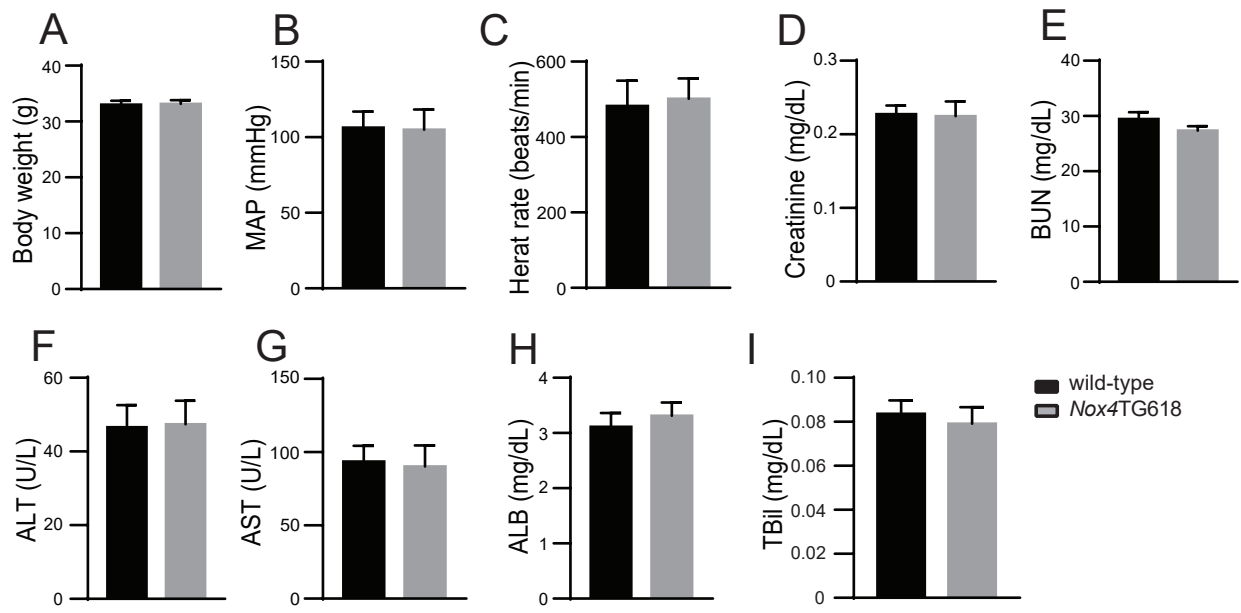 A
Body weight (g)
40
30
20
10
0
B
MAP (mmHg)
150
100
50
0
C
Herat rate (beats/min)
600
400
200
0
D
Creatinine (mg/dL)
0.3
0.2
0.1
0
E
BUN (mg/dL)
40
30
20
10
0
F
ALT (U/L)
60
40
20
0
G
AST (U/L)
150
100
50
0
H
ALB (mg/dL)
4
3
2
1
0
I
TBil (mg/dL)
0.10
0.08
0.06
0.04
0.02
0
wild-type
Nox4TG618